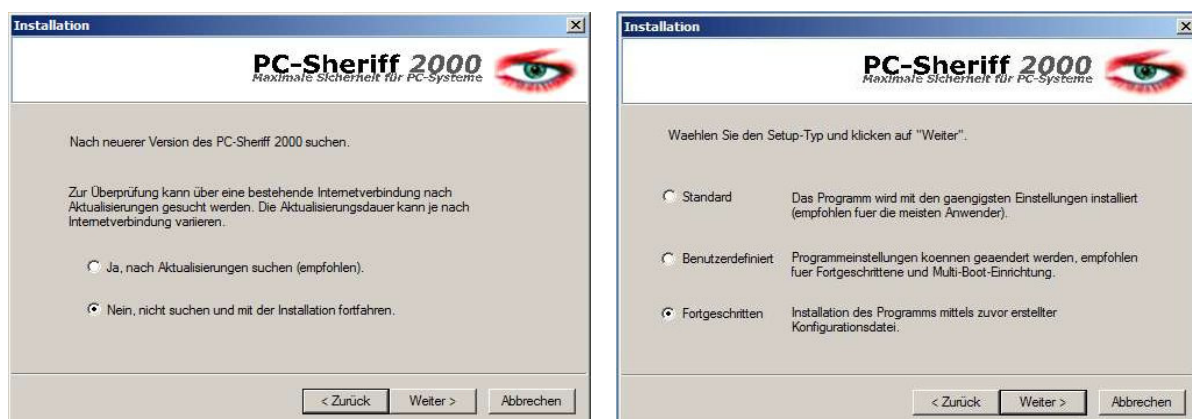 Installation
PC-Sheriff 2000
Maximale Sicherheit für PC-Systeme
Nach neuerer Version des PC-Sheriff 2000 suchen.
Zur Überprüfung kann über eine bestehende Internetverbindung nach
Aktualisierungen gesucht werden. Die Aktualisierungsdauer kann je nach
Internetverbindung variieren.
Ja, nach Aktualisierungen suchen (empfohlen).
Nein, nicht suchen und mit der Installation fortfahren.
< Zurück Weiter > Abbrechen
Installation
PC-Sheriff 2000
Maximale Sicherheit für PC-Systeme
Waehlen Sie den Setup-Typ und klicken auf "Weiter".
Standard Das Programm wird mit den gaengigsten Einstellungen installiert
(empfohlen fuer die meisten Anwender).
Benutzerdefiniert Programmeinstellungen koennen geaendert werden, empfohlen
fuer Fortgeschrittene und Multi-Boot-Einrichtung.
Fortgeschritten Installation des Programms mittels zuvor erstellter
Konfigurationsdatei.
< Zurück Weiter > Abbrechen